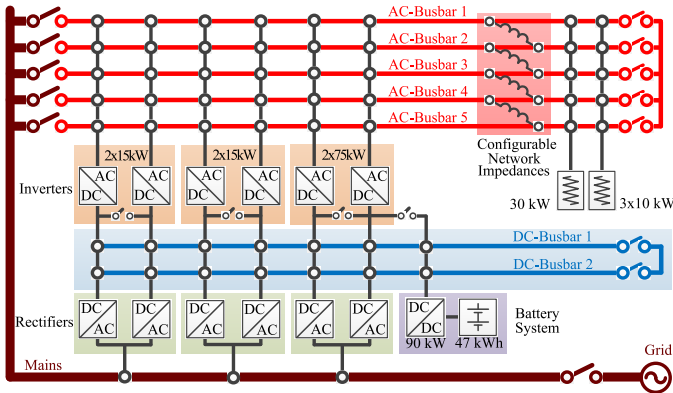 AC-Busbar 1
AC-Busbar 2
AC-Busbar 3
AC-Busbar 4
AC-Busbar 5
Configurable
Network
Impedances
2x15kW
2x15kW
2x75kW
Inverters
AC
DC
AC
DC
AC
DC
AC
DC
AC
DC
AC
DC
30 kW
3x10 kW
DC-Busbar 1
DC-Busbar 2
Rectifiers
DC
AC
DC
AC
DC
AC
DC
AC
DC
AC
DC
AC
DC
DC
90 kW
47 kWh
Battery
System
Mains
Grid